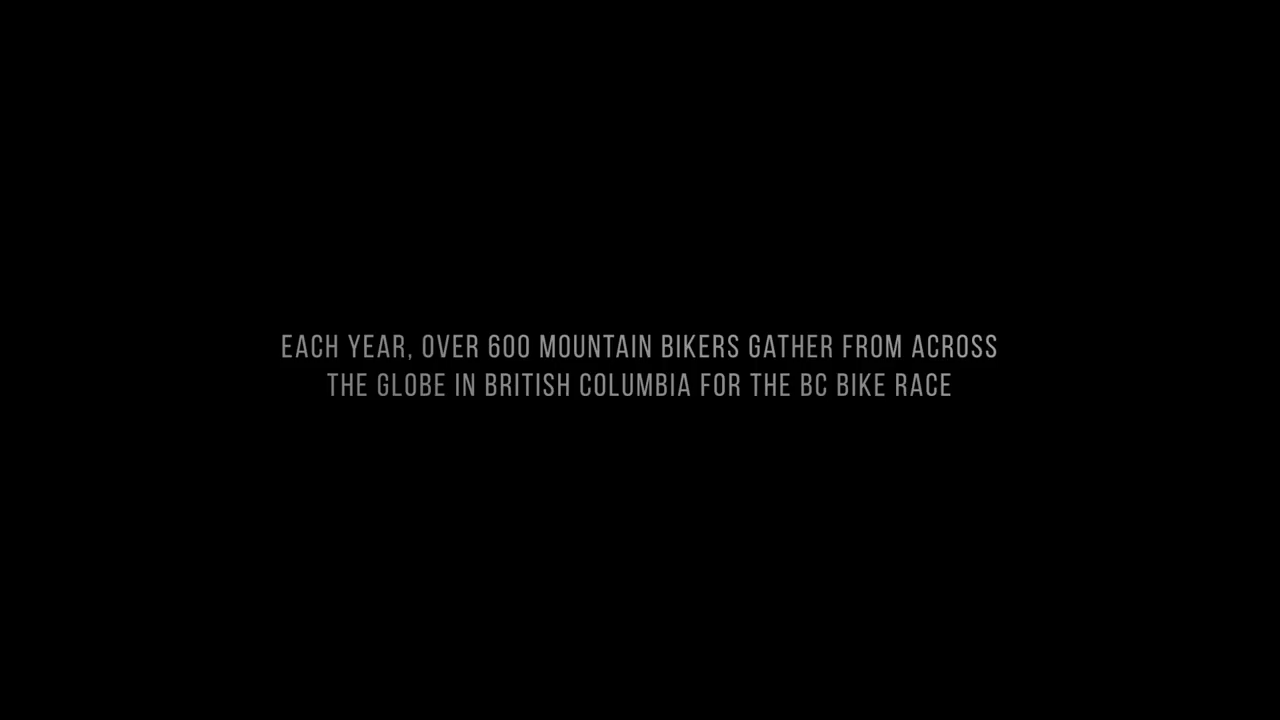 EACH YEAR, OVER 600 MOUNTAIN BIKERS GATHER FROM ACROSS
THE GLOBE IN BRITISH COLUMBIA FOR THE BC BIKE RACE